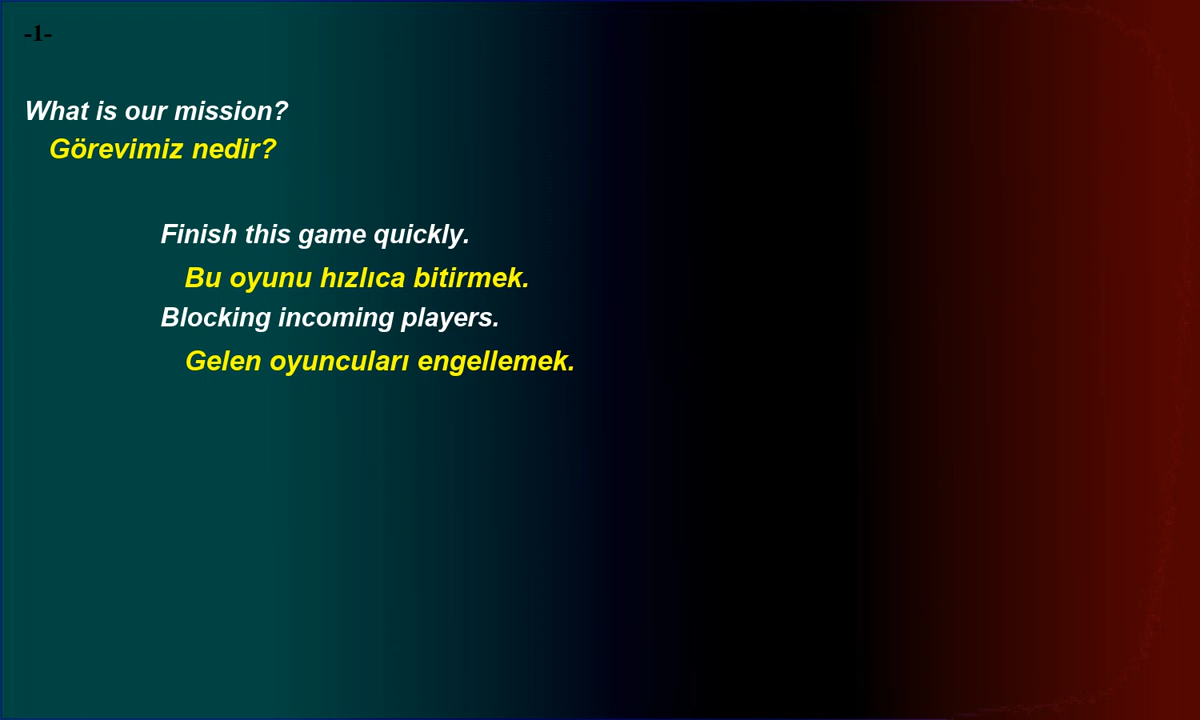 -1-
What is our mission?
Görevimiz nedir?
Finish this game quickly.
Bu oyunu hızlıca bitirmek.
Blocking incoming players.
Gelen oyuncuları engellemek.